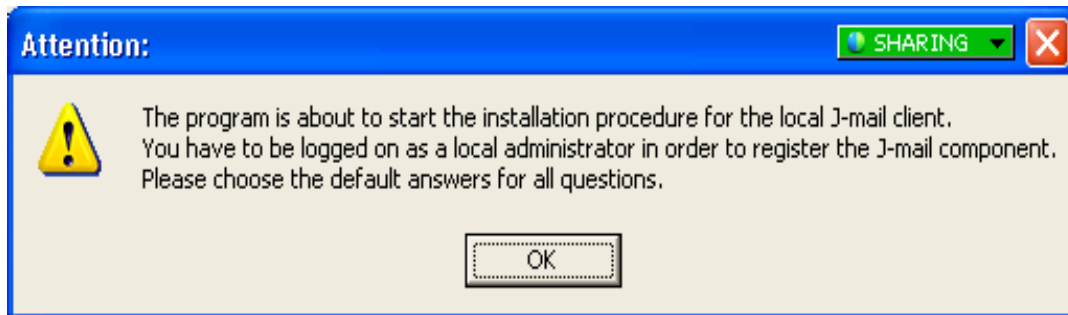 Attention:
SHARING
The program is about to start the installation procedure for the local J-mail client.
You have to be logged on as a local administrator in order to register the J-mail component.
Please choose the default answers for all questions.
OK